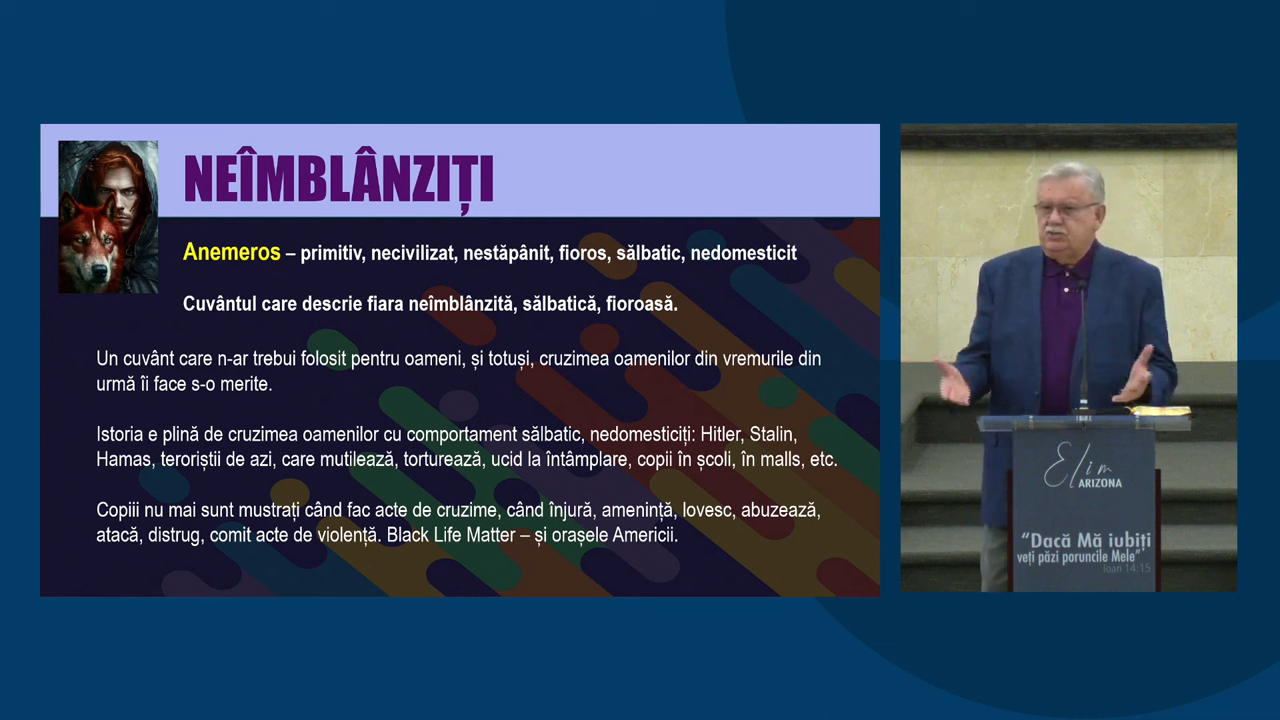 NEÎMBLÂNZIȚI
Anemeros – primitiv, necivilizat, nestăpânit, fioros, sălbatic, nedomesticit
Cuvântul care descrie fiara neîmblânzită, sălbatică, fioroasă.
Un cuvânt care n-ar trebui folosit pentru oameni, și totuși, cruzimea oamenilor din vremurile din
urmă îi face s-o merite.
Istoria e plină de cruzimea oamenilor cu comportament sălbatic, nedomesticiți: Hitler, Stalin,
Hamas, teroriștii de azi, care mutilează, torturează, ucid la întâmplare, copii în școli, în malls, etc.
Copiii nu mai sunt mustrați când fac acte de cruzime, când înjură, amenință, lovesc, abuzează,
atacă, distrug, comit acte de violență. Black Life Matter – și orașele Americii.
Elim
ARIZONA
“Dacă Mă iubiți
veți păzi poruncile Mele”
Ioan 14:15